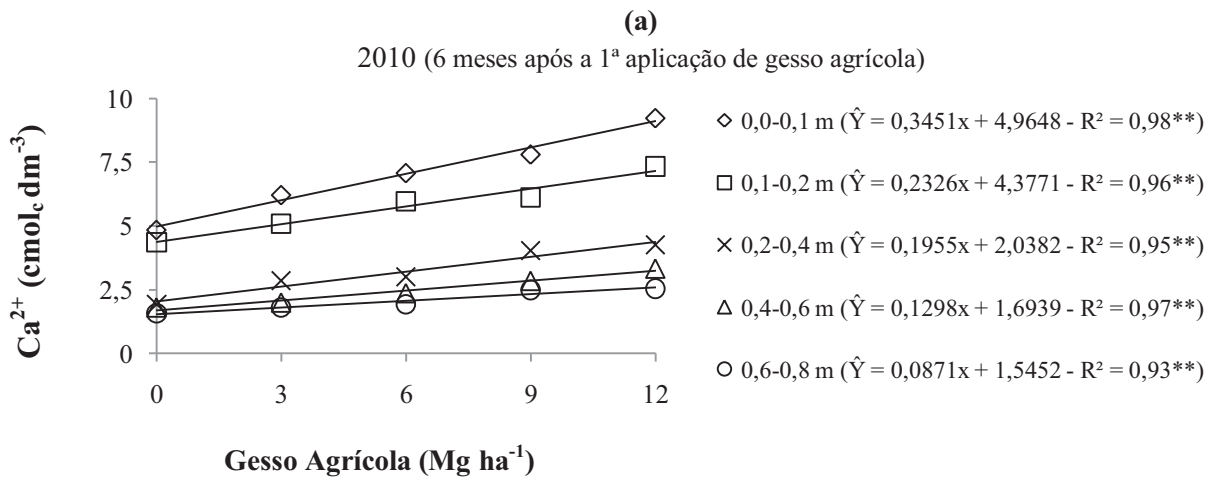 (a)
2010 (6 meses após a 1ª aplicação de gesso agrícola)
Ca²⁺ (cmol꜀ dm⁻³)
10
7,5
5
2,5
0
0 3 6 9 12
Gesso Agrícola (Mg ha⁻¹)
0,0-0,1 m (Ŷ = 0,3451x + 4,9648 - R² = 0,98**)
0,1-0,2 m (Ŷ = 0,2326x + 4,3771 - R² = 0,96**)
0,2-0,4 m (Ŷ = 0,1955x + 2,0382 - R² = 0,95**)
0,4-0,6 m (Ŷ = 0,1298x + 1,6939 - R² = 0,97**)
0,6-0,8 m (Ŷ = 0,0871x + 1,5452 - R² = 0,93**)